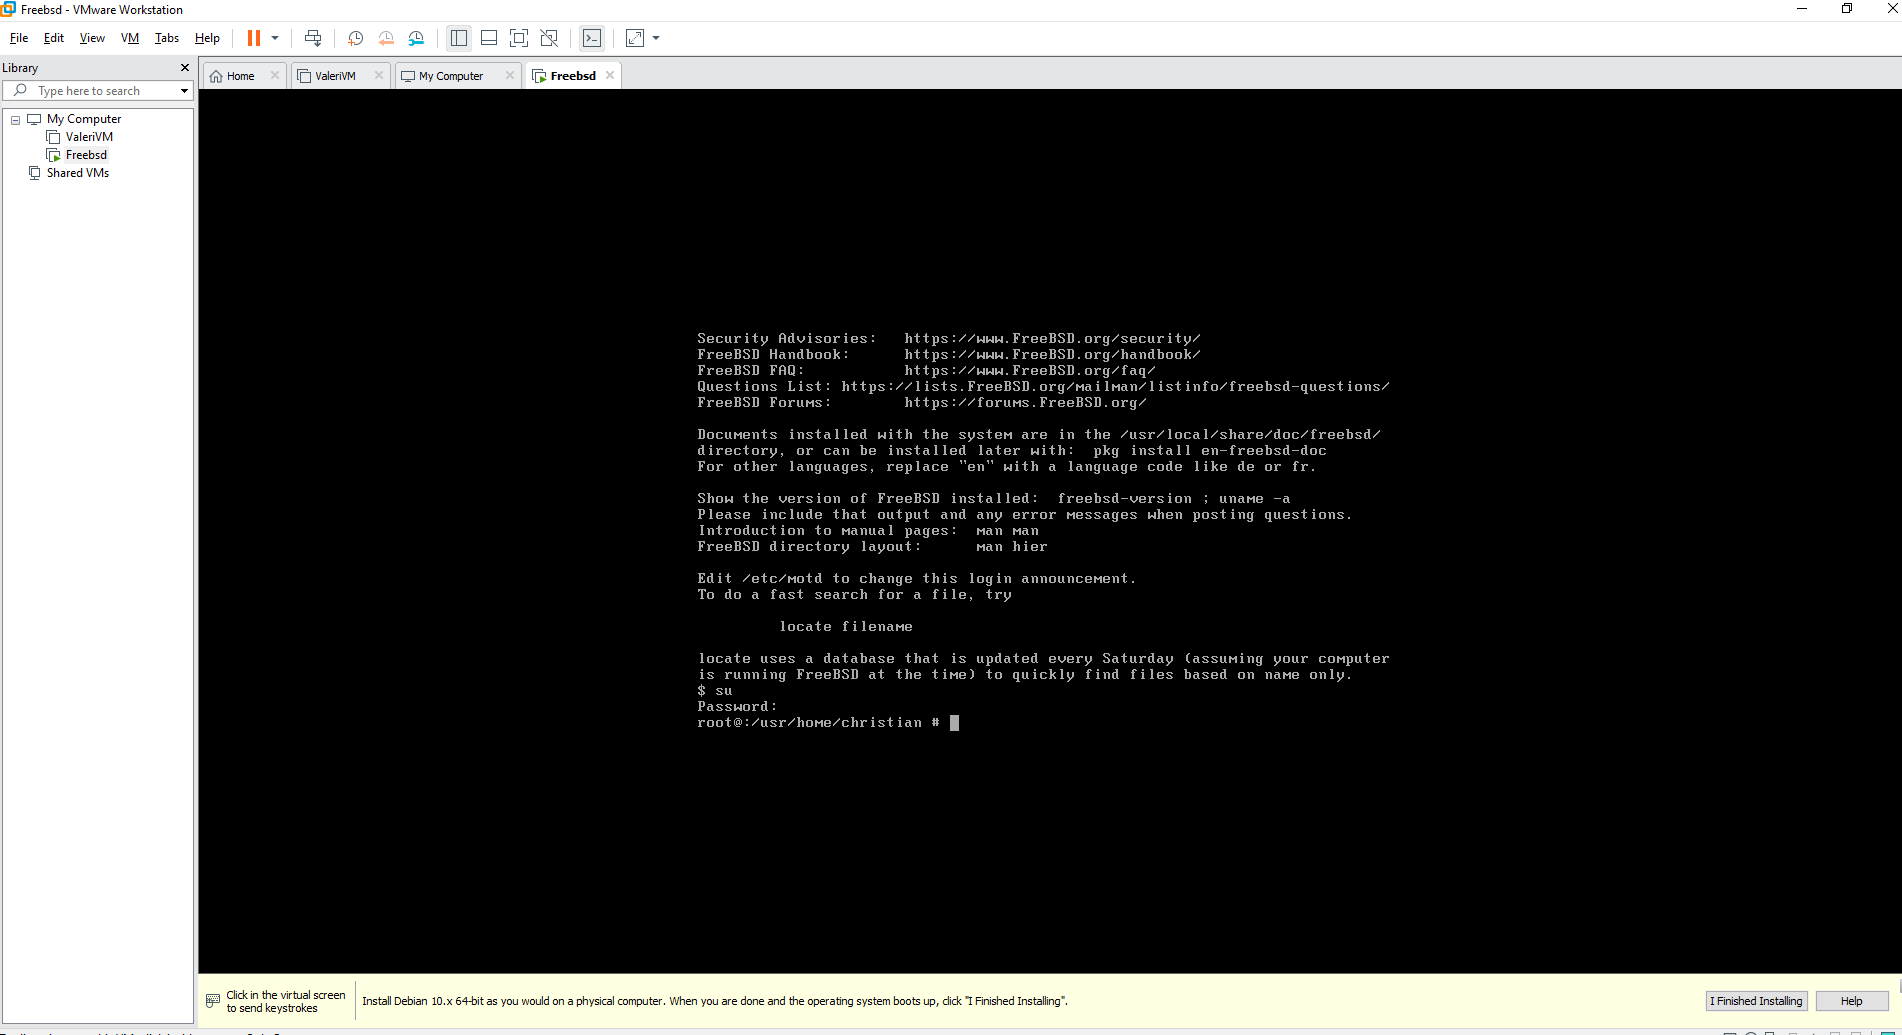 Freebsd - VMware Workstation
File Edit View VM Tabs Help
Library
Type here to search
My Computer
ValeriVM
Freebsd
Shared VMs
Home ValeriVM My Computer Freebsd
Security Advisories: https://www.FreeBSD.org/security/
FreeBSD Handbook: https://www.FreeBSD.org/handbook/
FreeBSD FAQ: https://www.FreeBSD.org/faq/
Questions List: https://lists.FreeBSD.org/mailman/listinfo/freebsd-questions/
FreeBSD Forums: https://forums.FreeBSD.org/
Documents installed with the system are in the /usr/local/share/doc/freebsd/
directory, or can be installed later with: pkg install en-freebsd-doc
For other languages, replace "en" with a language code like de or fr.
Show the version of FreeBSD installed: freebsd-version ; uname -a
Please include that output and any error messages when posting questions.
Introduction to manual pages: man man
FreeBSD directory layout: man hier
Edit /etc/motd to change this login announcement.
To do a fast search for a file, try
locate filename
locate uses a database that is updated every Saturday (assuming your computer
is running FreeBSD at the time) to quickly find files based on name only.
$ su
Password:
root@:/usr/home/christian #
Click in the virtual screen
to send keystrokes
Install Debian 10.x 64-bit as you would on a physical computer. When you are done and the operating system boots up, click "I Finished Installing".
I Finished Installing Help